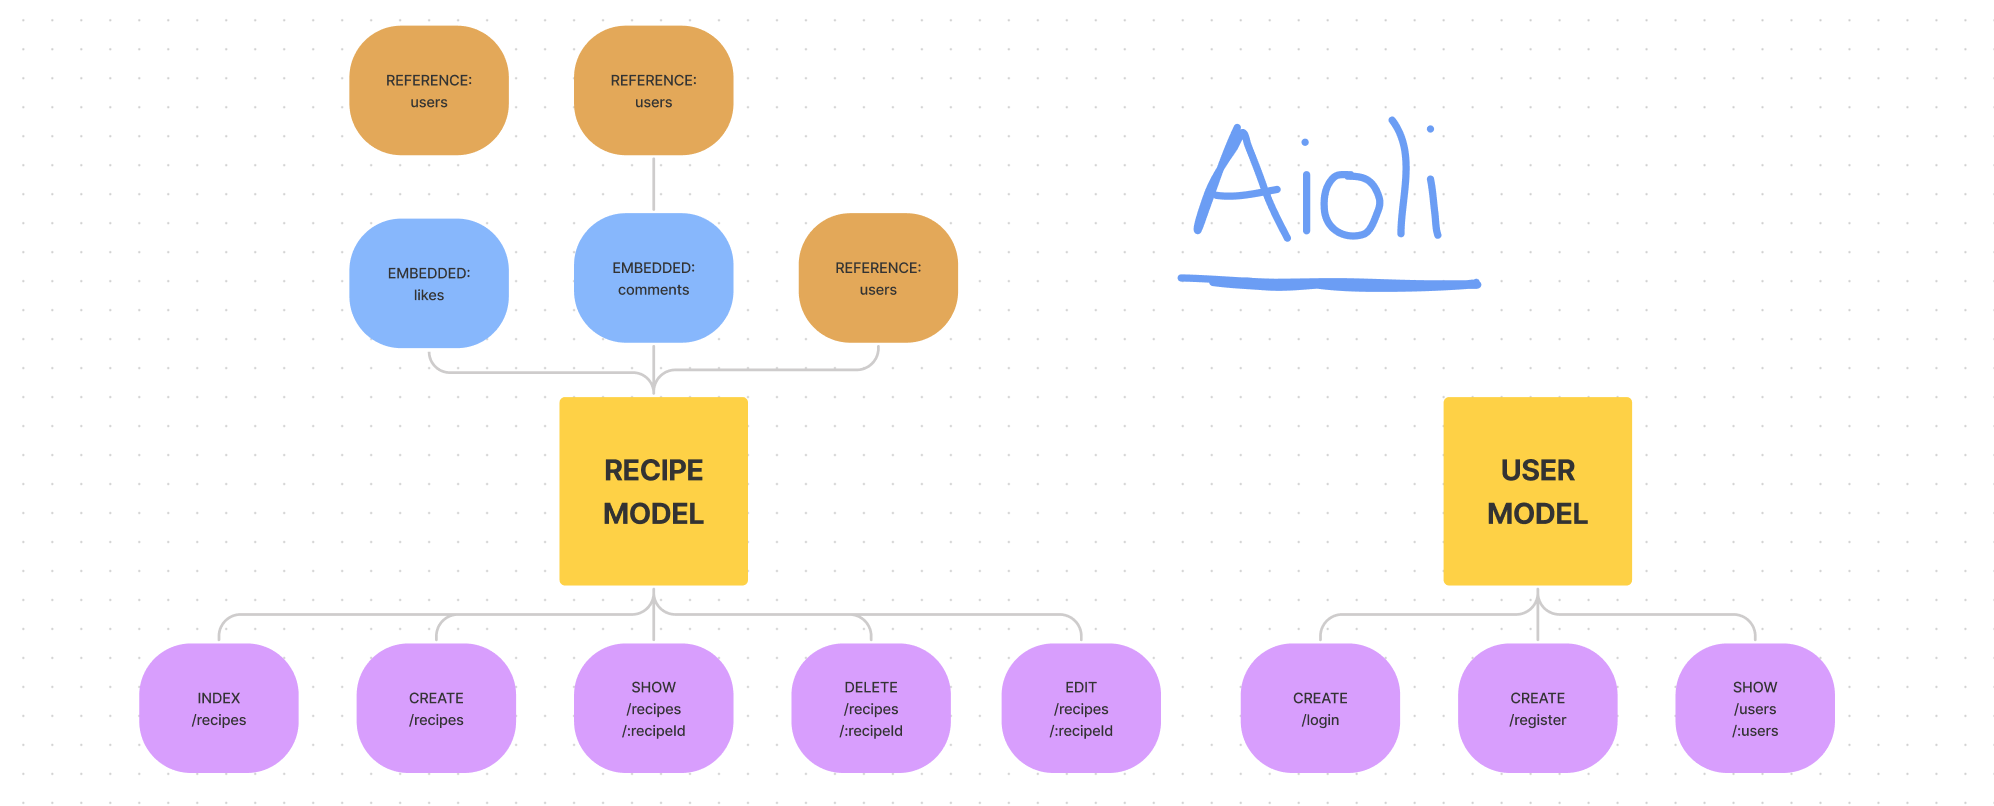 REFERENCE:
users
REFERENCE:
users
Aioli
EMBEDDED:
likes
EMBEDDED:
comments
REFERENCE:
users
RECIPE
MODEL
USER
MODEL
INDEX
/recipes
CREATE
/recipes
SHOW
/recipes
/:recipeId
DELETE
/recipes
/:recipeId
EDIT
/recipes
/:recipeId
CREATE
/login
CREATE
/register
SHOW
/users
/:users